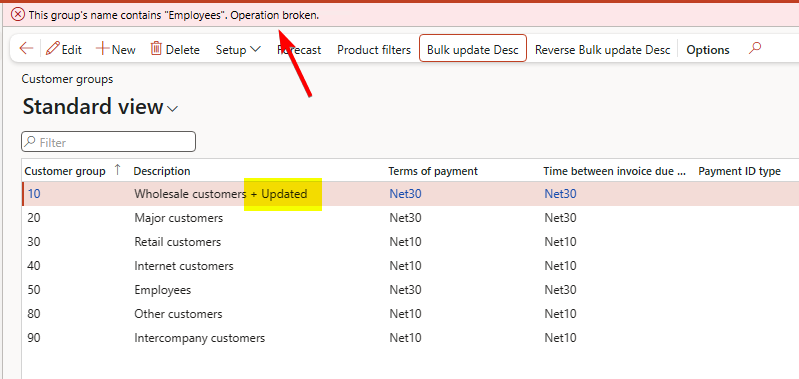 This group's name contains "Employees". Operation broken.
Edit New Delete Setup Forecast Product filters Bulk update Desc Reverse Bulk update Desc Options
Customer groups
Standard view
Filter
Customer group Description Terms of payment Time between invoice due ... Payment ID type
10 Wholesale customers + Updated Net30 Net30
20 Major customers Net30 Net30
30 Retail customers Net10 Net10
40 Internet customers Net10 Net10
50 Employees Net30 Net30
80 Other customers Net10 Net10
90 Intercompany customers Net10 Net10